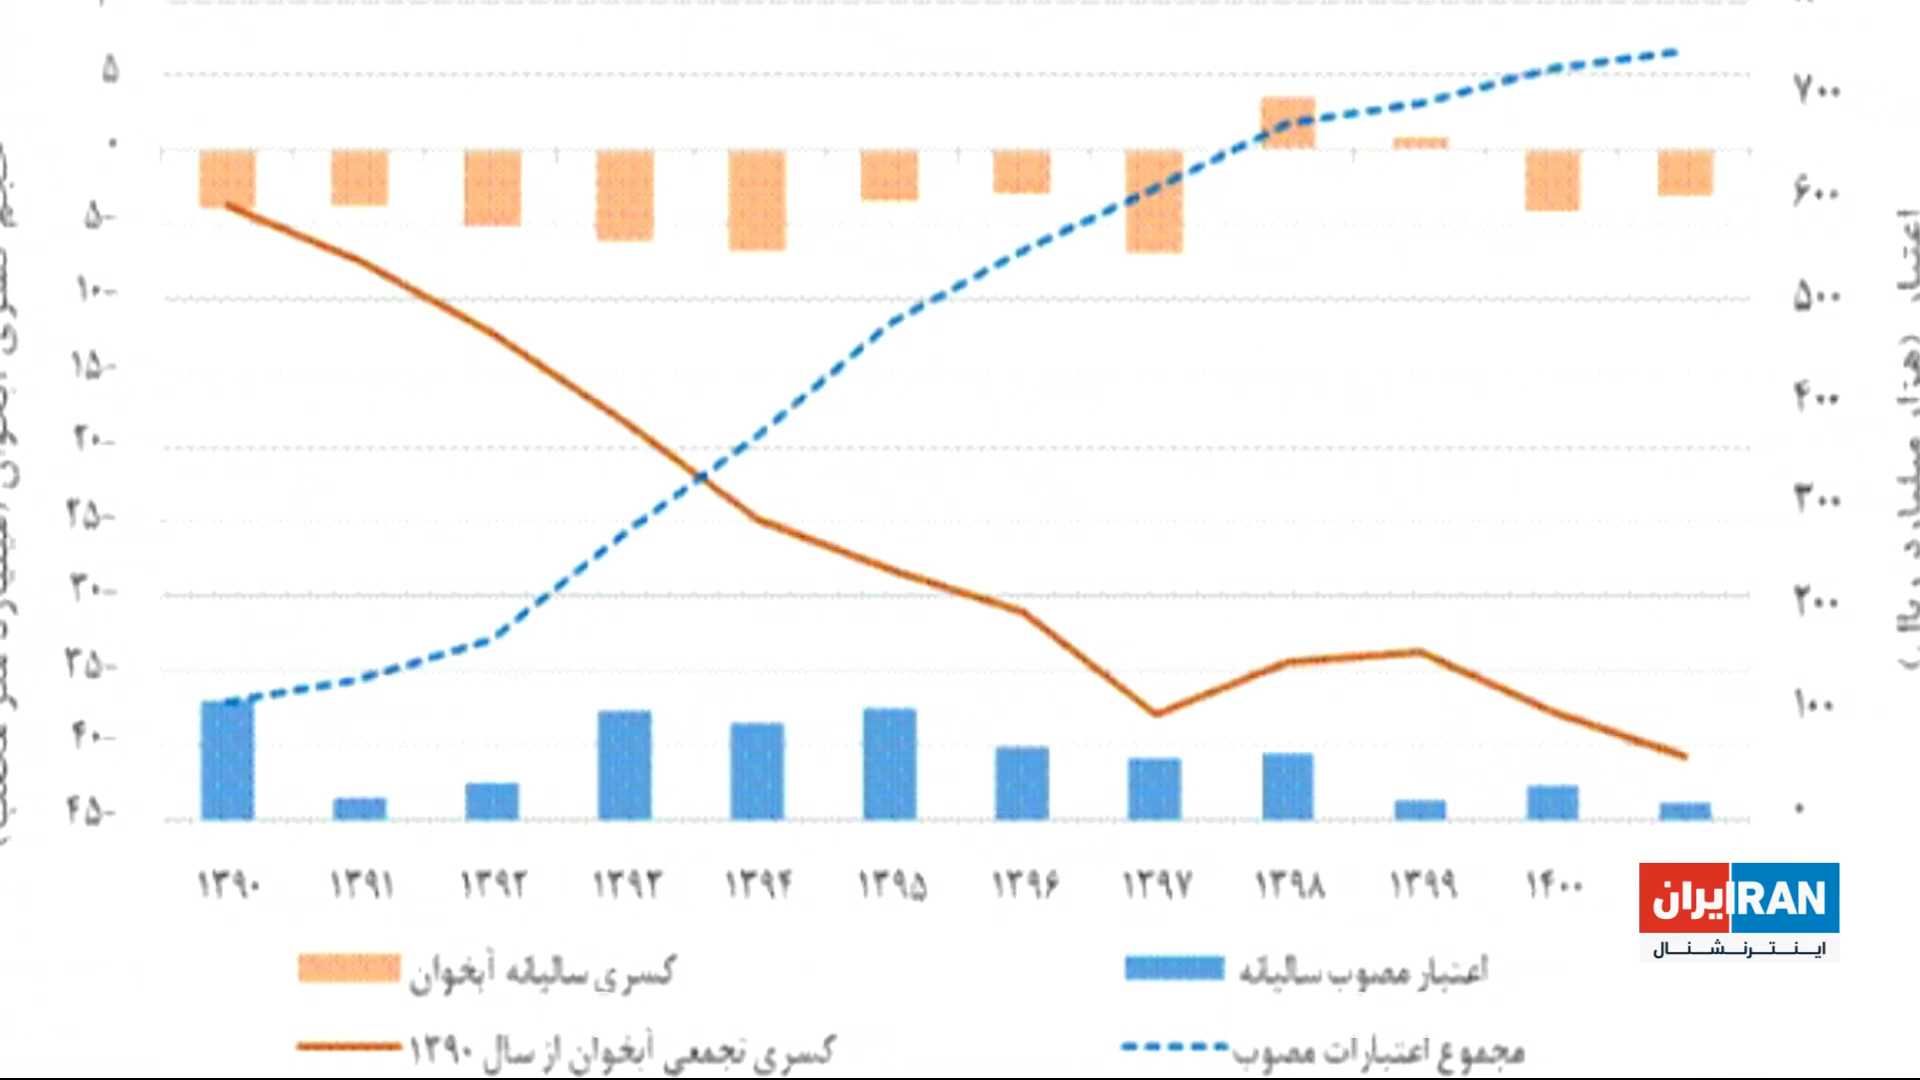 ۵
۰
۵-
۱۰-
۱۵-
۲۰-
۲۵-
۳۰-
۳۵-
۴۰-
۴۵-
۷۰۰
۶۰۰
۵۰۰
۴۰۰
۳۰۰
۲۰۰
۱۰۰
۰
۱۳۹۰ ۱۳۹۱ ۱۳۹۲ ۱۳۹۳ ۱۳۹۴ ۱۳۹۵ ۱۳۹۶ ۱۳۹۷ ۱۳۹۸ ۱۳۹۹ ۱۴۰۰
ایران IRAN
اینترنشنال
اعتبار مصوب سالیانه
کسری سالیانه آبخوان
مجموع اعتبارات مصوب
کسری تجمعی آبخوان از سال ۱۳۹۰